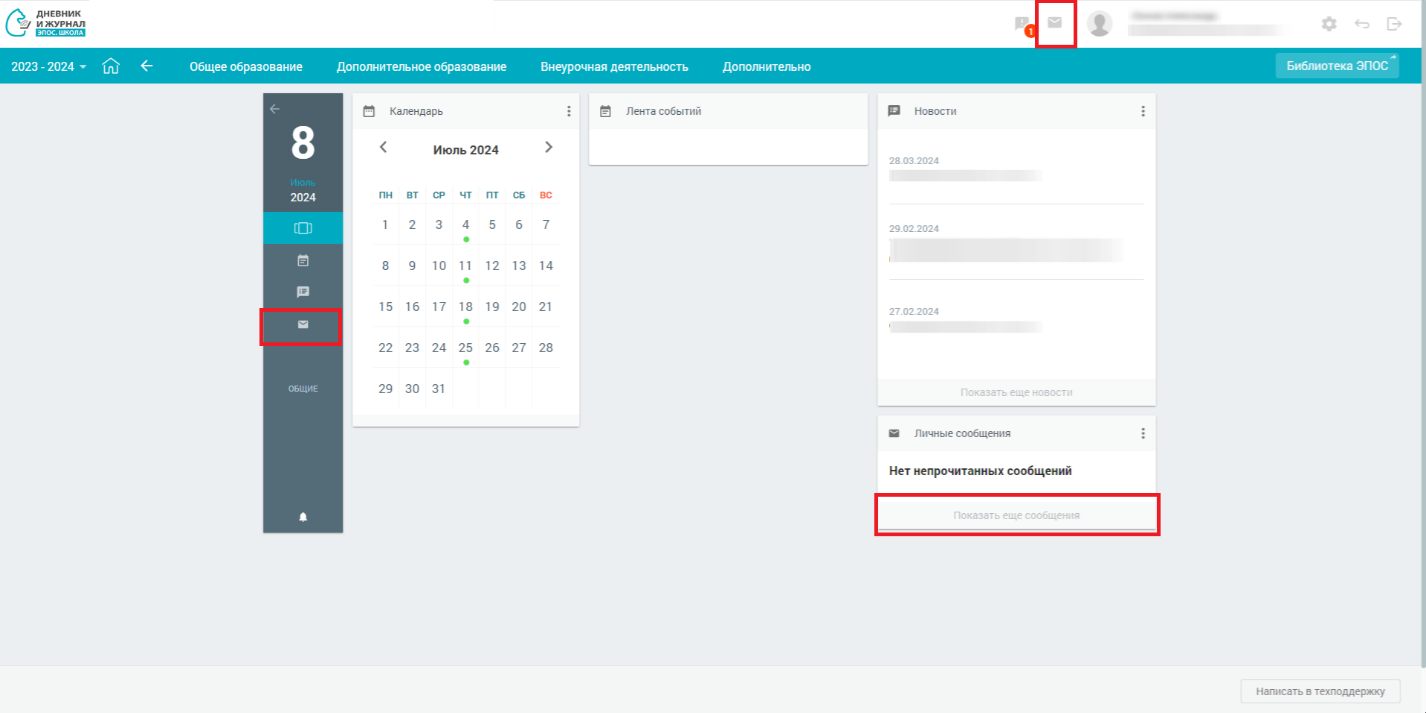 ДНЕВНИК
И ЖУРНАЛ
ЭПОС.ШКОЛА
1
2023 - 2024
Общее образование
Дополнительное образование
Внеурочная деятельность
Дополнительно
Библиотека ЭПОС
8
Июль
2024
ОБЩИЕ
Календарь
Июль 2024
ПН ВТ СР ЧТ ПТ СБ ВС
1 2 3 4 5 6 7
8 9 10 11 12 13 14
15 16 17 18 19 20 21
22 23 24 25 26 27 28
29 30 31
Лента событий
Новости
28.03.2024
29.02.2024
27.02.2024
Показать еще новости
Личные сообщения
Нет непрочитанных сообщений
Показать еще сообщения
Написать в техподдержку